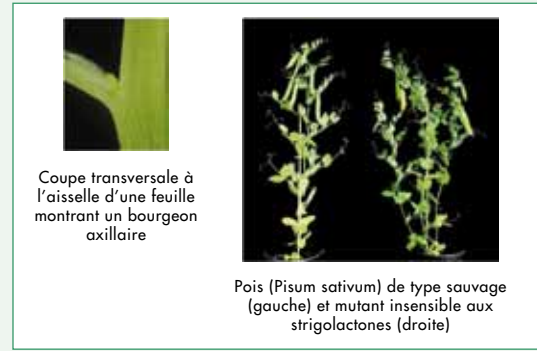 Coupe transversale à
l'aisselle d'une feuille
montrant un bourgeon
axillaire
Pois (Pisum sativum) de type sauvage
(gauche) et mutant insensible aux
strigolactones (droite)